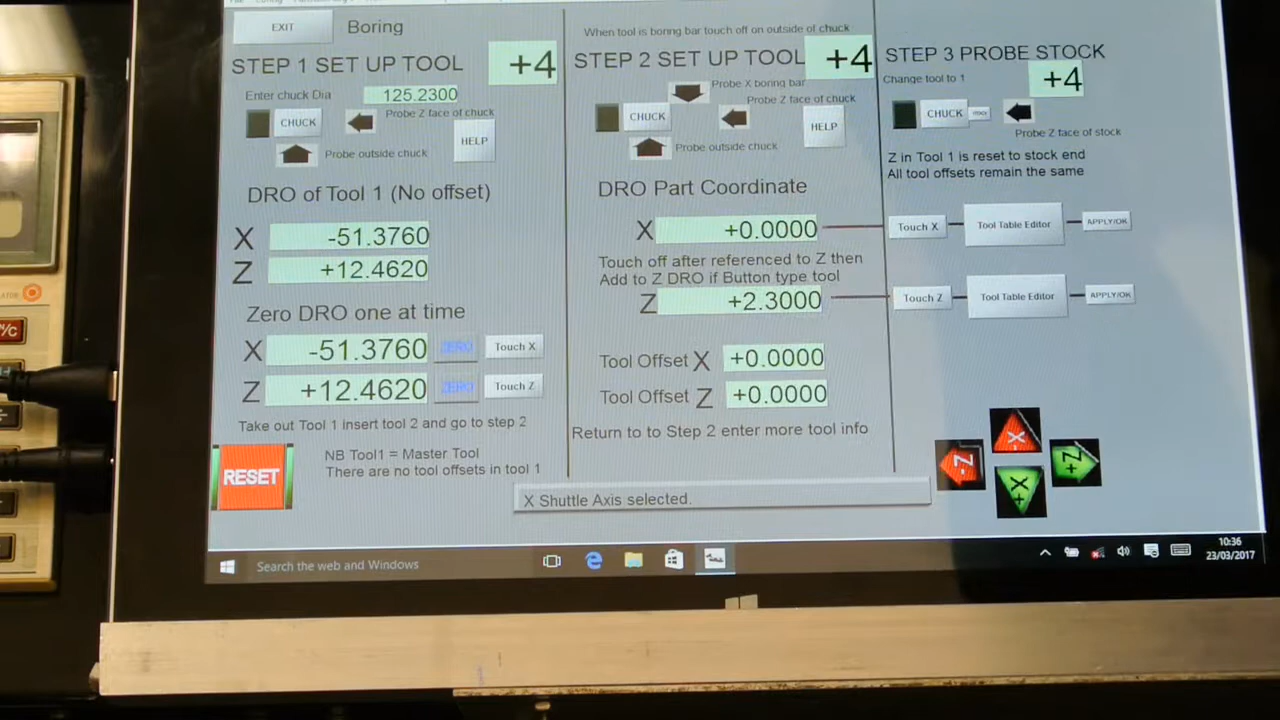 EXIT
Boring
STEP 1 SET UP TOOL
+4
Enter chuck Dia
125.2300
CHUCK
Probe Z face of chuck
HELP
Probe outside chuck
DRO of Tool 1 (No offset)
X -51.3760
Z +12.4620
Zero DRO one at time
X -51.3760 ZERO Touch X
Z +12.4620 ZERO Touch Z
Take out Tool 1 insert tool 2 and go to step 2
RESET
NB Tool1 = Master Tool
There are no tool offsets in tool 1
When tool is boring bar touch off on outside of chuck
STEP 2 SET UP TOOL
+4
Probe X boring bar
CHUCK
Probe Z face of chuck
HELP
Probe outside chuck
DRO Part Coordinate
X +0.0000
Touch off after referenced to Z then
Add to Z DRO if Button type tool
Z +2.3000
Tool Offset X +0.0000
Tool Offset Z +0.0000
Return to to Step 2 enter more tool info
X Shuttle Axis selected.
STEP 3 PROBE STOCK
Change tool to 1
+4
CHUCK
Probe Z face of stock
Z in Tool 1 is reset to stock end
All tool offsets remain the same
Touch X Tool Table Editor APPLY/OK
Touch Z Tool Table Editor APPLY/OK
X
Z-
Z+
X+
Search the web and Windows
10:36
23/03/2017